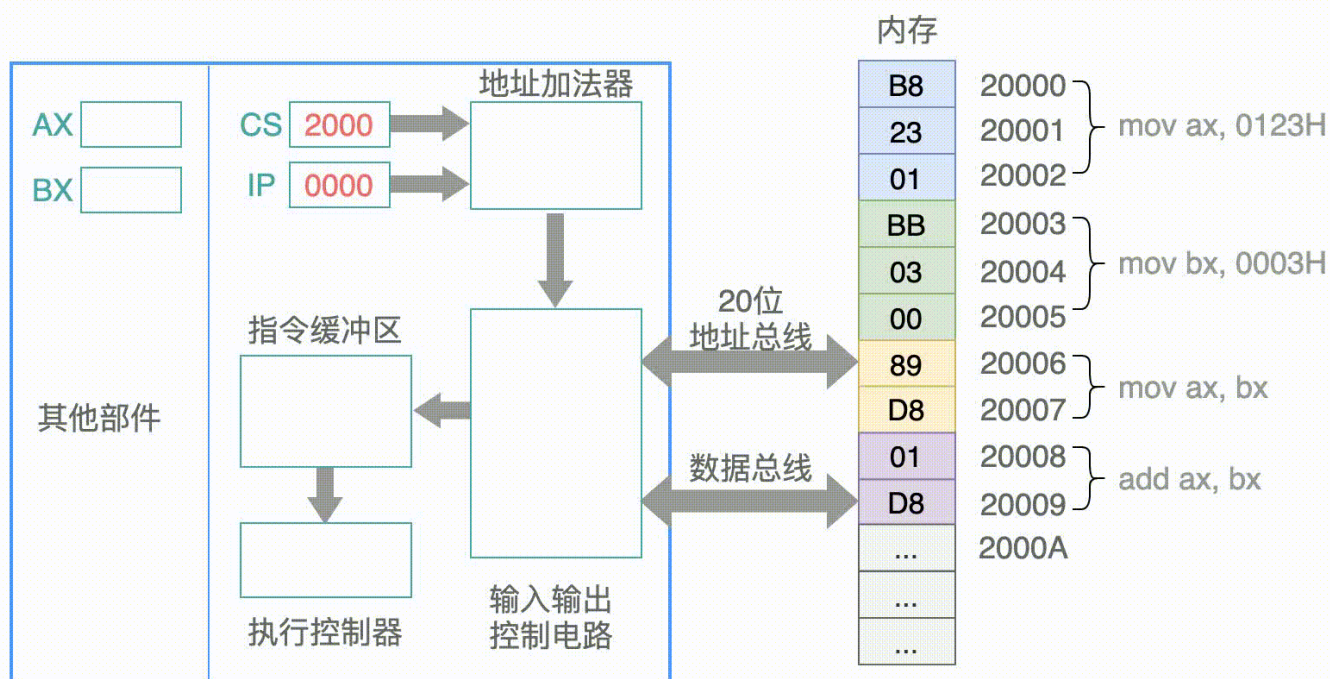 内存
地址加法器
AX
CS 2000
BX
IP 0000
指令缓冲区
其他部件
执行控制器
输入输出
控制电路
20位
地址总线
数据总线
B8 20000
23 20001
01 20002
mov ax, 0123H
BB 20003
03 20004
00 20005
mov bx, 0003H
89 20006
D8 20007
mov ax, bx
01 20008
D8 20009
add ax, bx
... 2000A
...
...